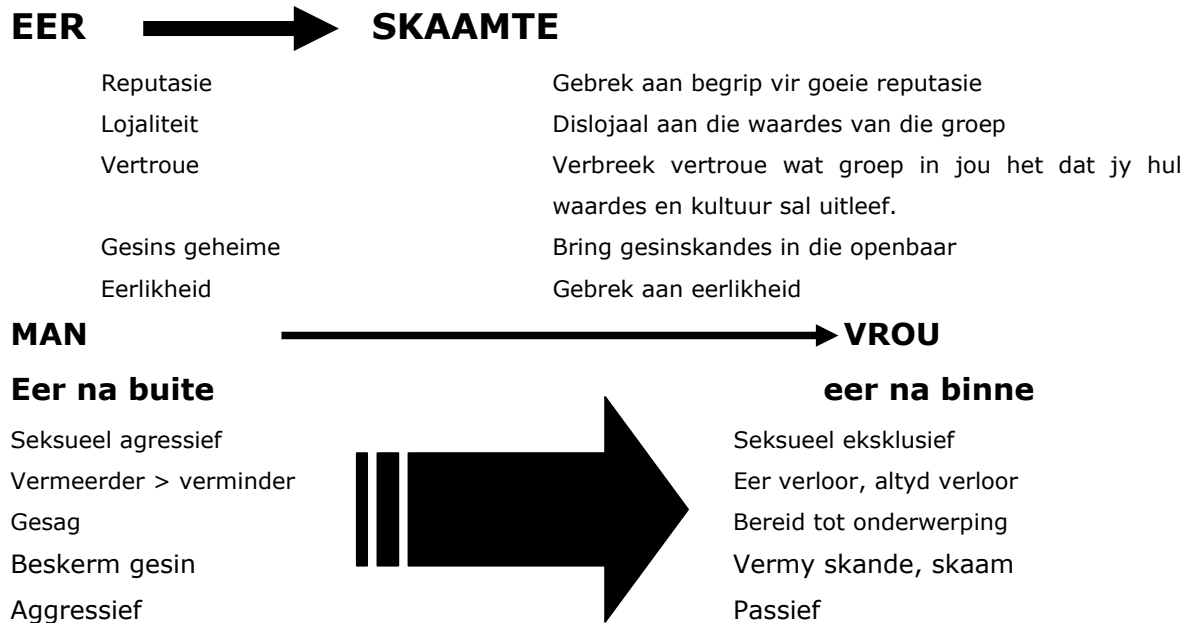 EER SKAAMTE
Reputasie Gebrek aan begrip vir goeie reputasie
Lojaliteit Dislojaal aan die waardes van die groep
Vertroue Verbreek vertroue wat groep in jou het dat jy hul
waardes en kultuur sal uitleef.
Gesins geheime Bring gesinskandes in die openbaar
Eerlikheid Gebrek aan eerlikheid
MAN VROU
Eer na buite eer na binne
Seksueel agressief Seksueel eksklusief
Vermeerder > verminder Eer verloor, altyd verloor
Gesag Bereid tot onderwerping
Beskerm gesin Vermy skande, skaam
Aggressief Passief